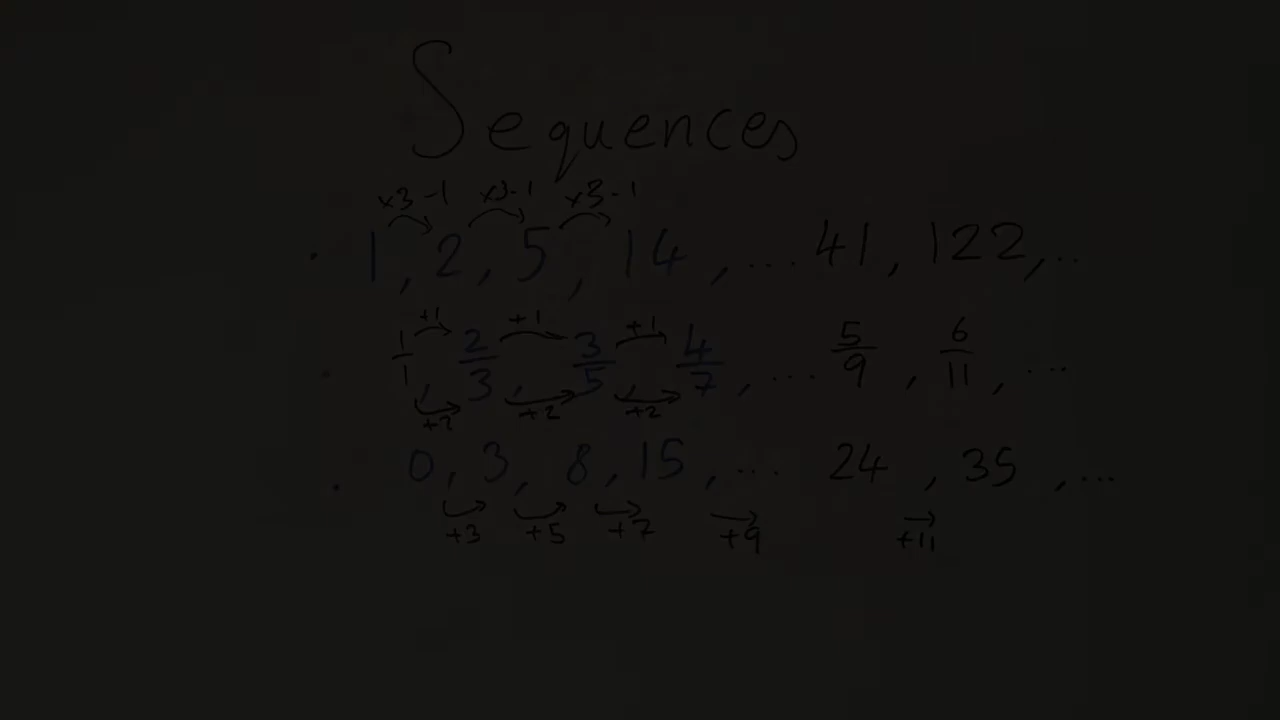 Sequences
×3-1 ×3-1 ×3-1
· 1, 2, 5, 14, ... 41, 122, ...
+1 +1 +1
· 1/1, 2/3, 3/5, 4/7, ... 5/9, 6/11, ...
+2 +2 +2
· 0, 3, 8, 15, ... 24, 35, ...
+3 +5 +7 +9 +11